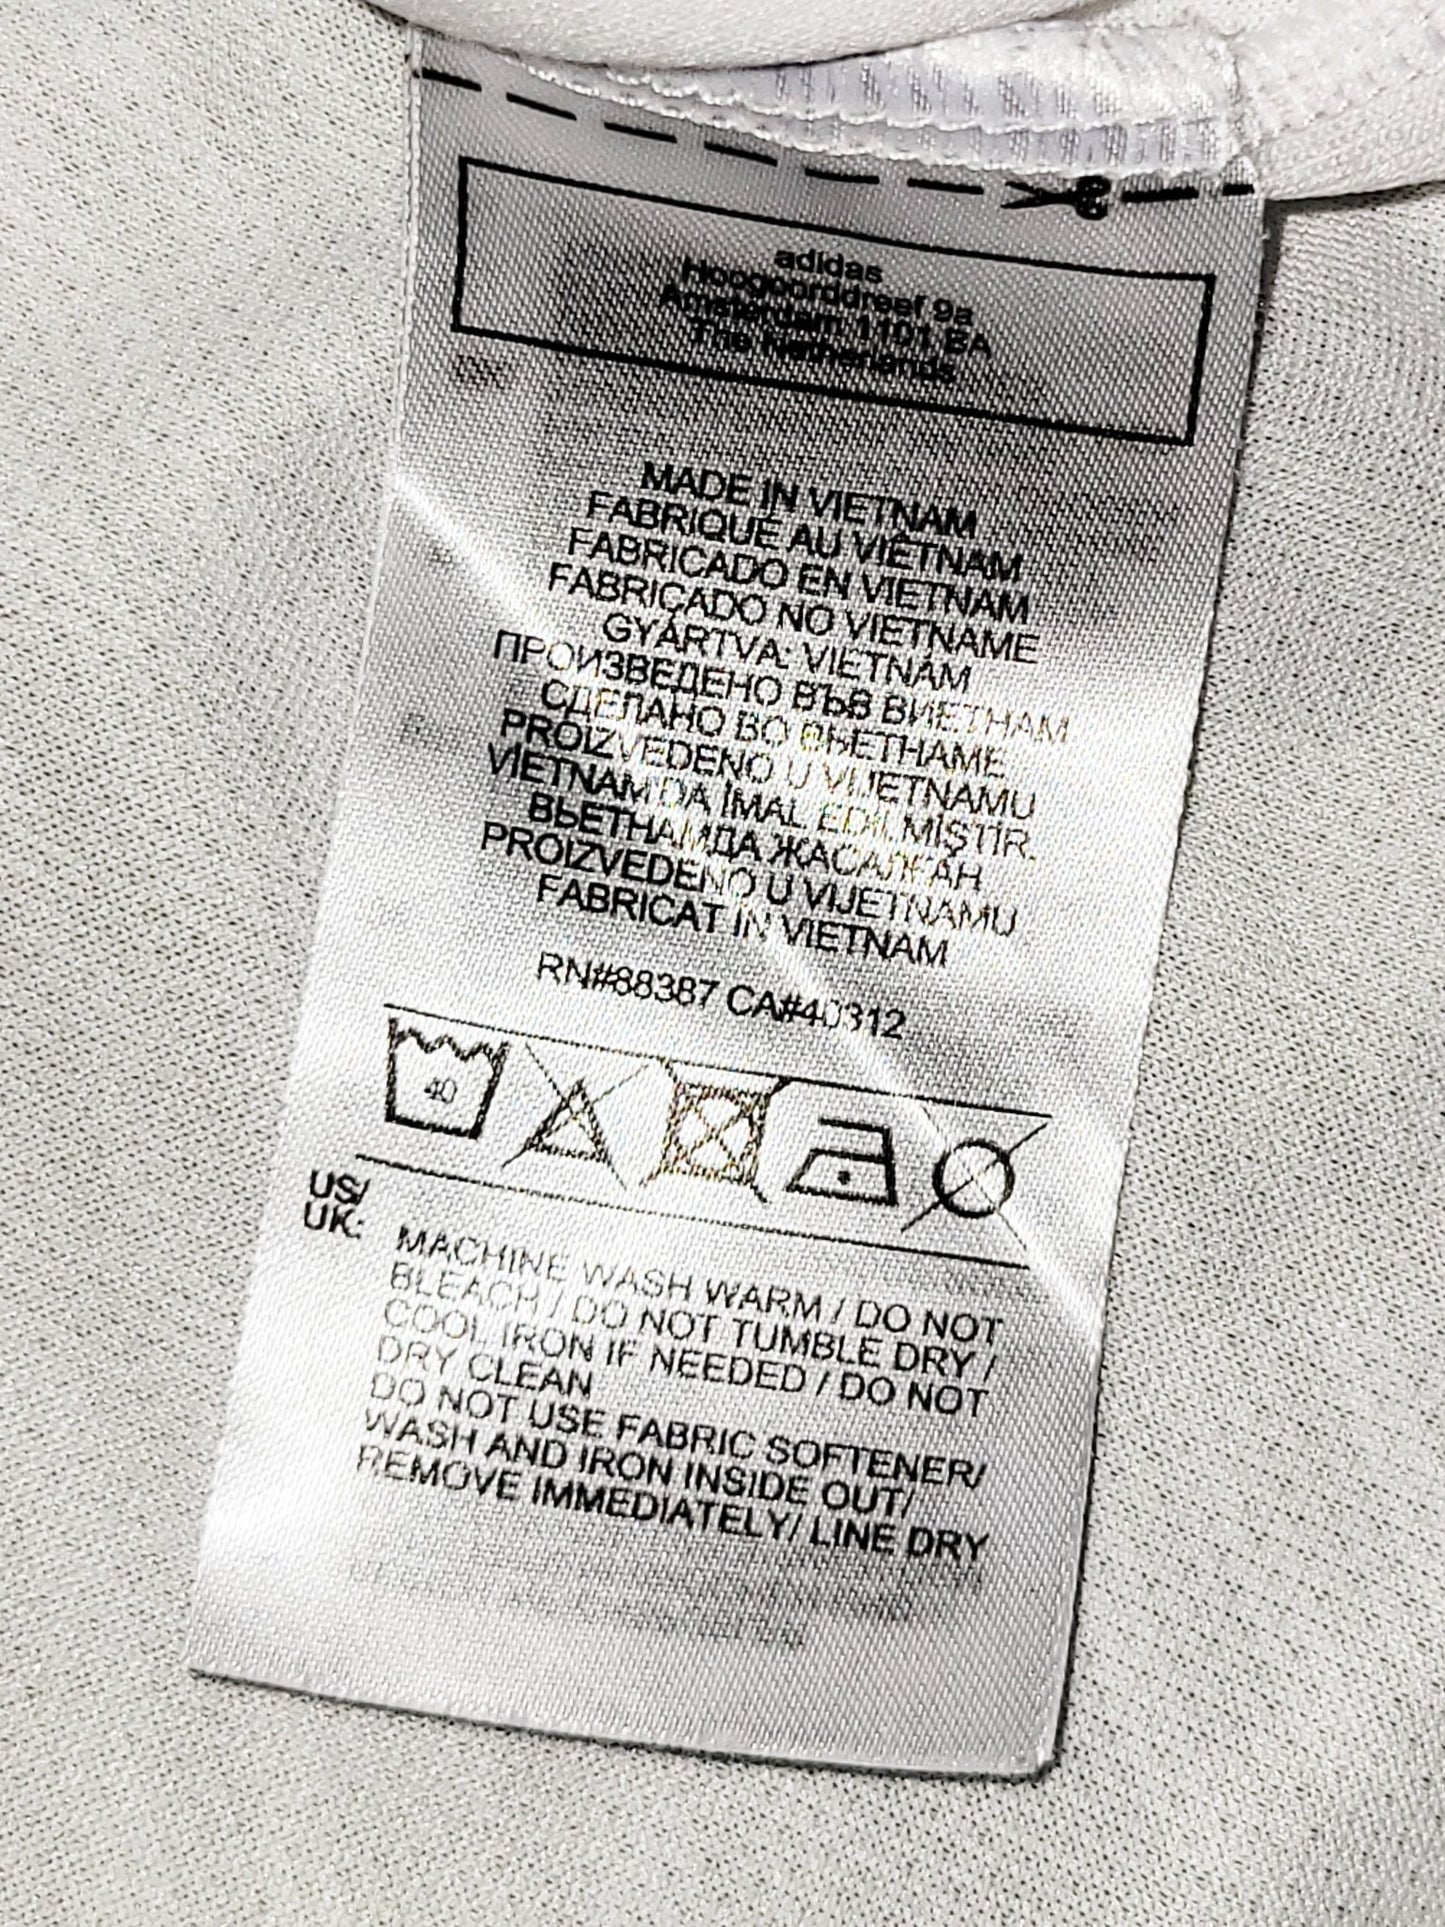 adidas
Hoogoorddreef 9a
Amsterdam 1101 BA
The Netherlands
MADE IN VIETNAM
FABRIQUÉ AU VIÊTNAM
FABRICADO EN VIETNAM
FABRICADO NO VIETNAME
GYÁRTVA: VIETNÁM
ПРОИЗВЕДЕНО ВЪВ ВИЕТНАМ
СДЕЛАНО ВО ВЬЕТНАМЕ
PROIZVEDENO U VIJETNAMU
VİETNAM'DA İMAL EDİLMİŞTİR.
ВЬЕТНАМДА ЖАСАЛҒАН
PROIZVEDENO U VIJETNAMU
FABRICAT IN VIETNAM
RN#88387 CA#40312
40
US/
UK:
MACHINE WASH WARM / DO NOT
BLEACH / DO NOT TUMBLE DRY /
COOL IRON IF NEEDED / DO NOT
DRY CLEAN
DO NOT USE FABRIC SOFTENER/
WASH AND IRON INSIDE OUT/
REMOVE IMMEDIATELY/ LINE DRY